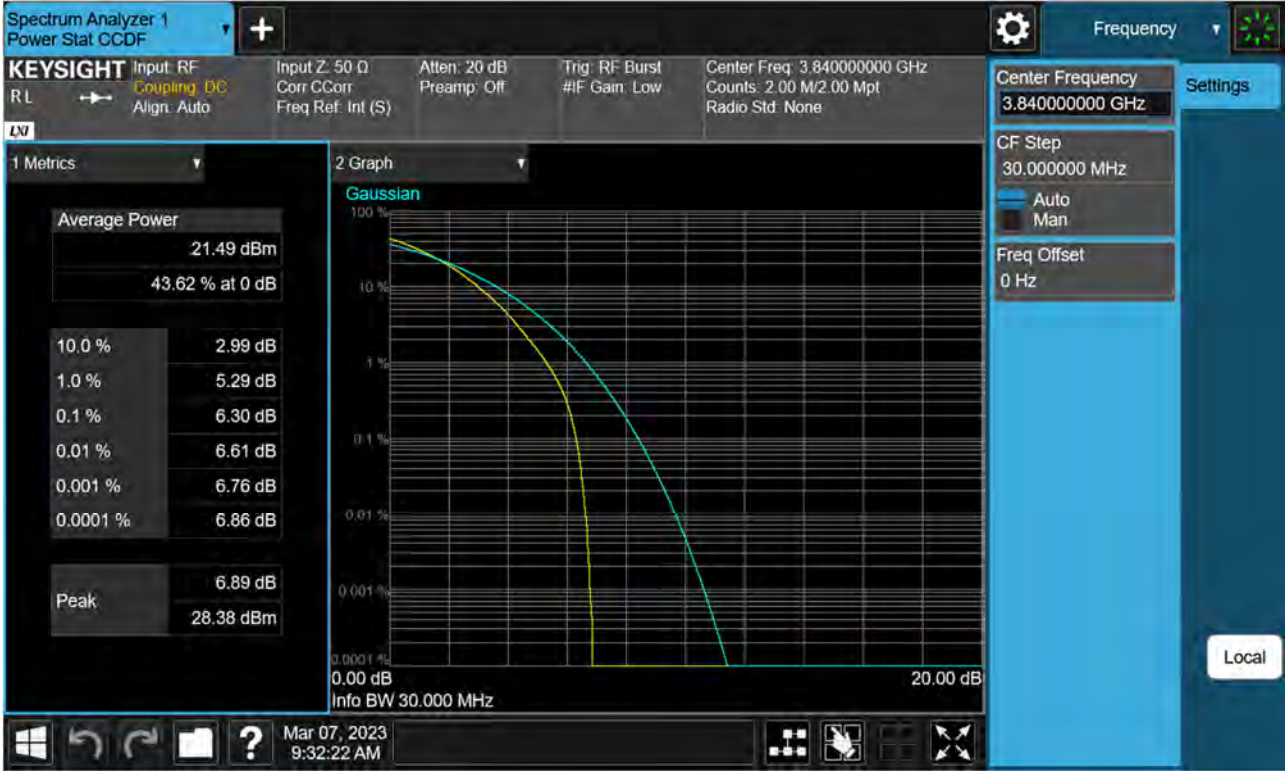 Spectrum Analyzer 1
Power Stat CCDF
+
Frequency
KEYSIGHT
RL
LXI
Input: RF
Coupling: DC
Align: Auto
Input Z: 50 Ω
Corr CCorr
Freq Ref: Int (S)
Atten: 20 dB
Preamp: Off
Trig: RF Burst
#IF Gain: Low
Center Freq: 3.840000000 GHz
Counts: 2.00 M/2.00 Mpt
Radio Std: None
Center Frequency
3.840000000 GHz
Settings
CF Step
30.000000 MHz
Auto
Man
Freq Offset
0 Hz
1 Metrics
Average Power
21.49 dBm
43.62 % at 0 dB
10.0 % 2.99 dB
1.0 % 5.29 dB
0.1 % 6.30 dB
0.01 % 6.61 dB
0.001 % 6.76 dB
0.0001 % 6.86 dB
Peak
6.89 dB
28.38 dBm
2 Graph
Gaussian
100 %
10 %
1 %
0.1 %
0.01 %
0.001 %
0.0001 %
0.00 dB 20.00 dB
Info BW 30.000 MHz
Local
?
Mar 07, 2023
9:32:22 AM